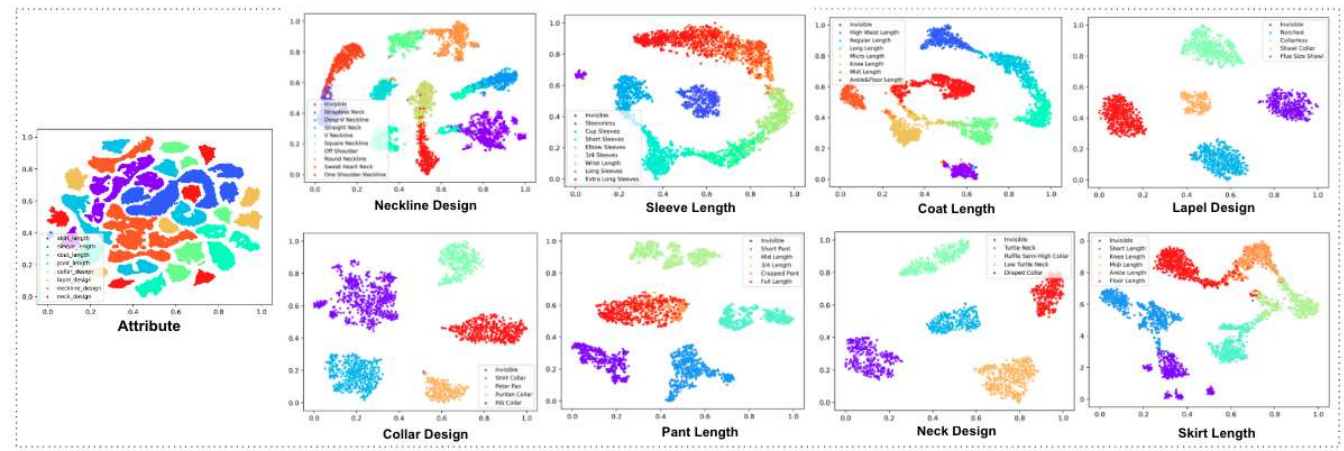 Invisible
Strapless Neck
Deep V Neckline
Straight Neck
V Neckline
Square Neckline
Off Shoulder
Round Neckline
Sweat Heart Neck
One Shoulder Neckline
Neckline Design
Invisible
Sleeveless
Cup Sleeves
Short Sleeves
Elbow Sleeves
3/4 Sleeves
Wrist Length
Long Sleeves
Extra Long Sleeves
Sleeve Length
Invisible
High Waist Length
Regular Length
Long Length
Micro Length
Knee Length
Midi Length
Ankle&Floor Length
Coat Length
Invisible
Notched
Collarless
Shawl Collar
Plus Size Shawl
Lapel Design
skirt_length
sleeve_length
coat_length
pant_length
collar_design
lapel_design
neckline_design
neck_design
Attribute
Invisible
Shirt Collar
Peter Pan
Puritan Collar
Rib Collar
Collar Design
Invisible
Short Pant
Mid Length
3/4 Length
Cropped Pant
Full Length
Pant Length
Invisible
Turtle Neck
Ruffle Semi-High Collar
Low Turtle Neck
Draped Collar
Neck Design
Invisible
Short Length
Knee Length
Midi Length
Ankle Length
Floor Length
Skirt Length